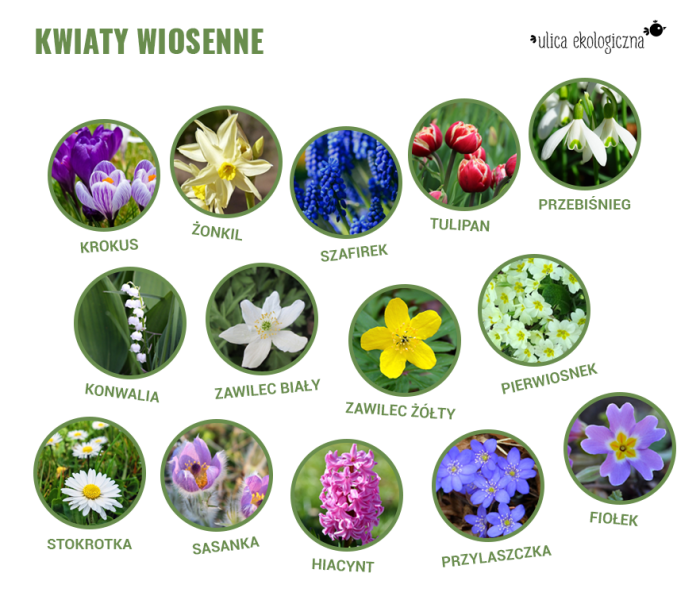 KWIATY WIOSENNE
ulica ekologiczna
KROKUS
ŻONKIL
SZAFIREK
TULIPAN
PRZEBIŚNIEG
KONWALIA
ZAWILEC BIAŁY
ZAWILEC ŻÓŁTY
PIERWIOSNEK
STOKROTKA
SASANKA
HIACYNT
PRZYLASZCZKA
FIOŁEK